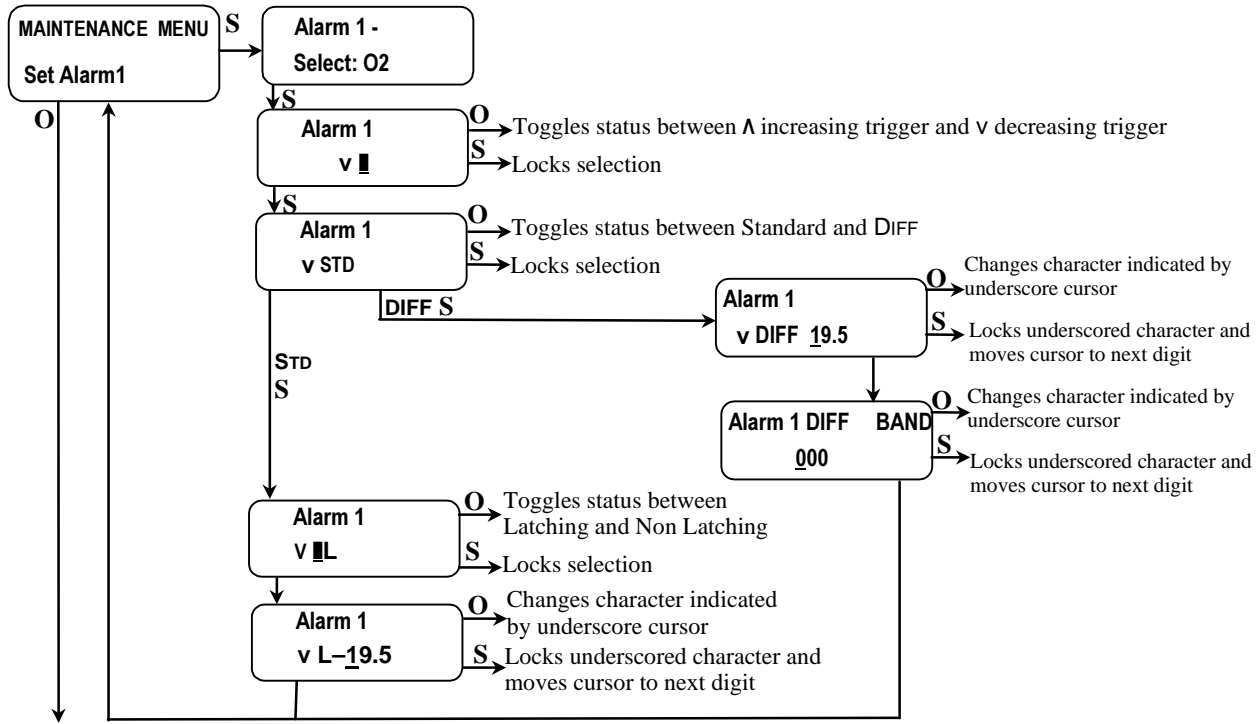 MAINTENANCE MENU
Set Alarm1
S
O
Alarm 1 -
Select: O2
S
Alarm 1
v
O
Toggles status between Λ increasing trigger and v decreasing trigger
S
Locks selection
S
Alarm 1
v STD
O
Toggles status between Standard and DIFF
S
Locks selection
DIFF S
STD
S
Alarm 1
v DIFF 19.5
O
Changes character indicated by
underscore cursor
S
Locks underscored character and
moves cursor to next digit
Alarm 1 DIFF BAND
000
O
Changes character indicated by
underscore cursor
S
Locks underscored character and
moves cursor to next digit
Alarm 1
V L
O
Toggles status between
Latching and Non Latching
S
Locks selection
Alarm 1
v L–19.5
O
Changes character indicated
by underscore cursor
S
Locks underscored character and
moves cursor to next digit